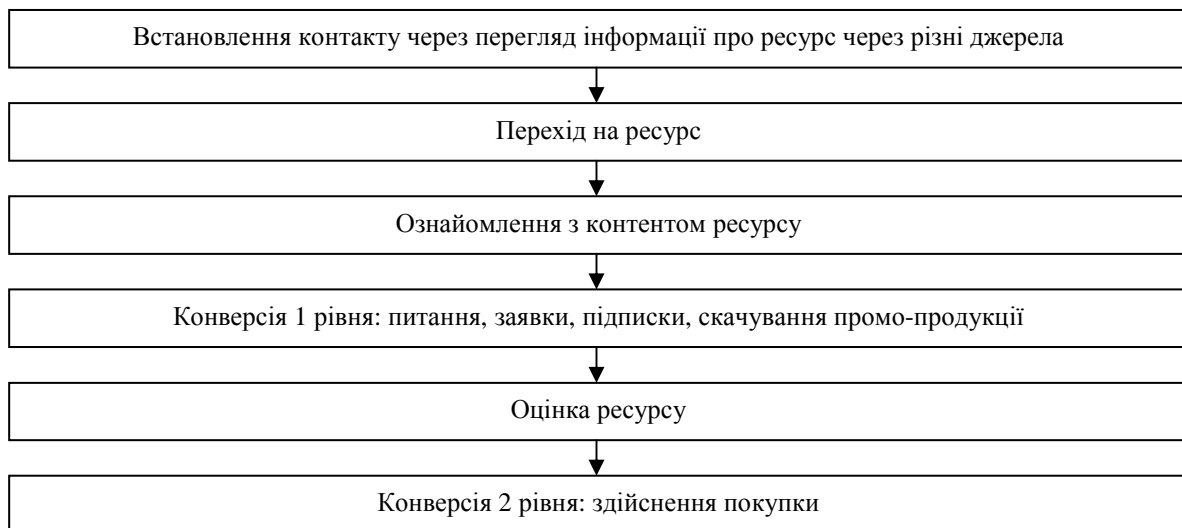 Встановлення контакту через перегляд інформації про ресурс через різні джерела
Перехід на ресурс
Ознайомлення з контентом ресурсу
Конверсія 1 рівня: питання, заявки, підписки, скачування промо-продукції
Оцінка ресурсу
Конверсія 2 рівня: здійснення покупки